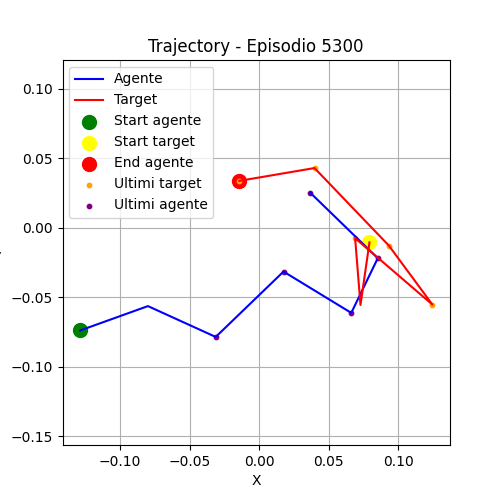 Trajectory - Episodio 5300
Agente
Target
Start agente
Start target
End agente
Ultimi target
Ultimi agente
0.10
0.05
0.00
−0.05
−0.10
−0.15
−0.10
−0.05
0.00
0.05
0.10
X